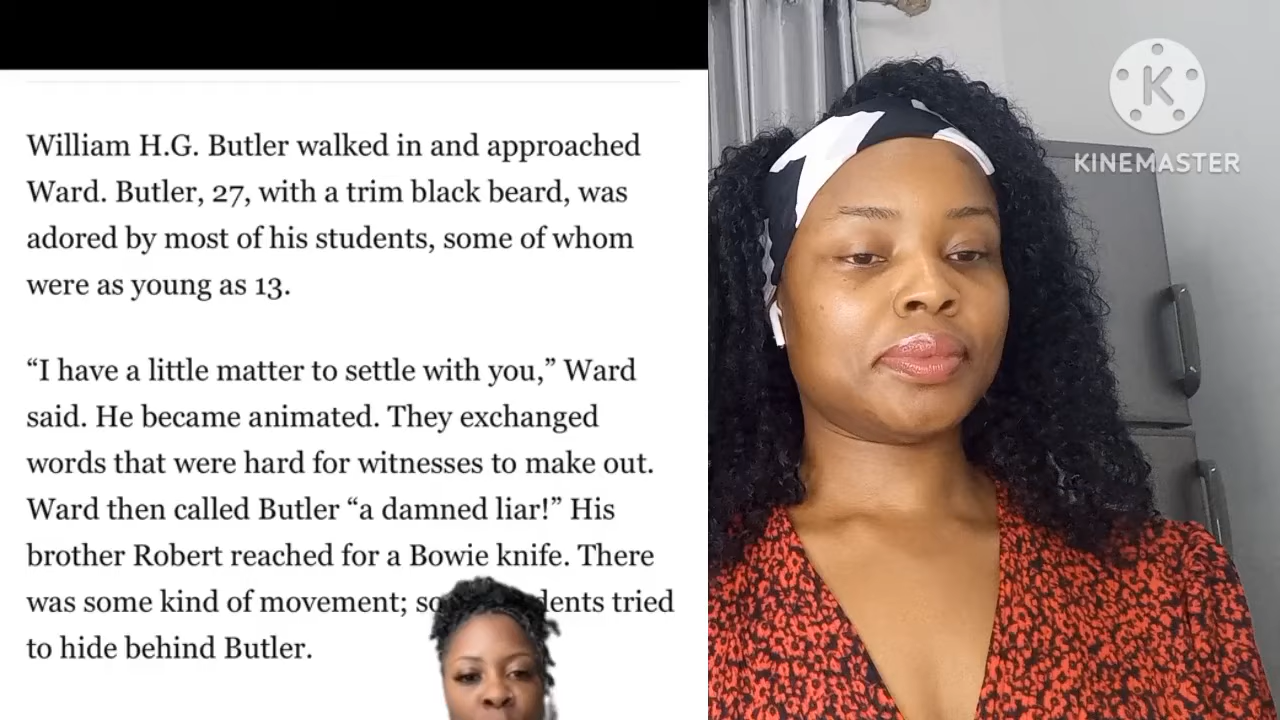 William H.G. Butler walked in and approached
Ward. Butler, 27, with a trim black beard, was
adored by most of his students, some of whom
were as young as 13.
“I have a little matter to settle with you,” Ward
said. He became animated. They exchanged
words that were hard for witnesses to make out.
Ward then called Butler “a damned liar!” His
brother Robert reached for a Bowie knife. There
was some kind of movement; tried
to hide behind Butler.
K
KINEMASTER